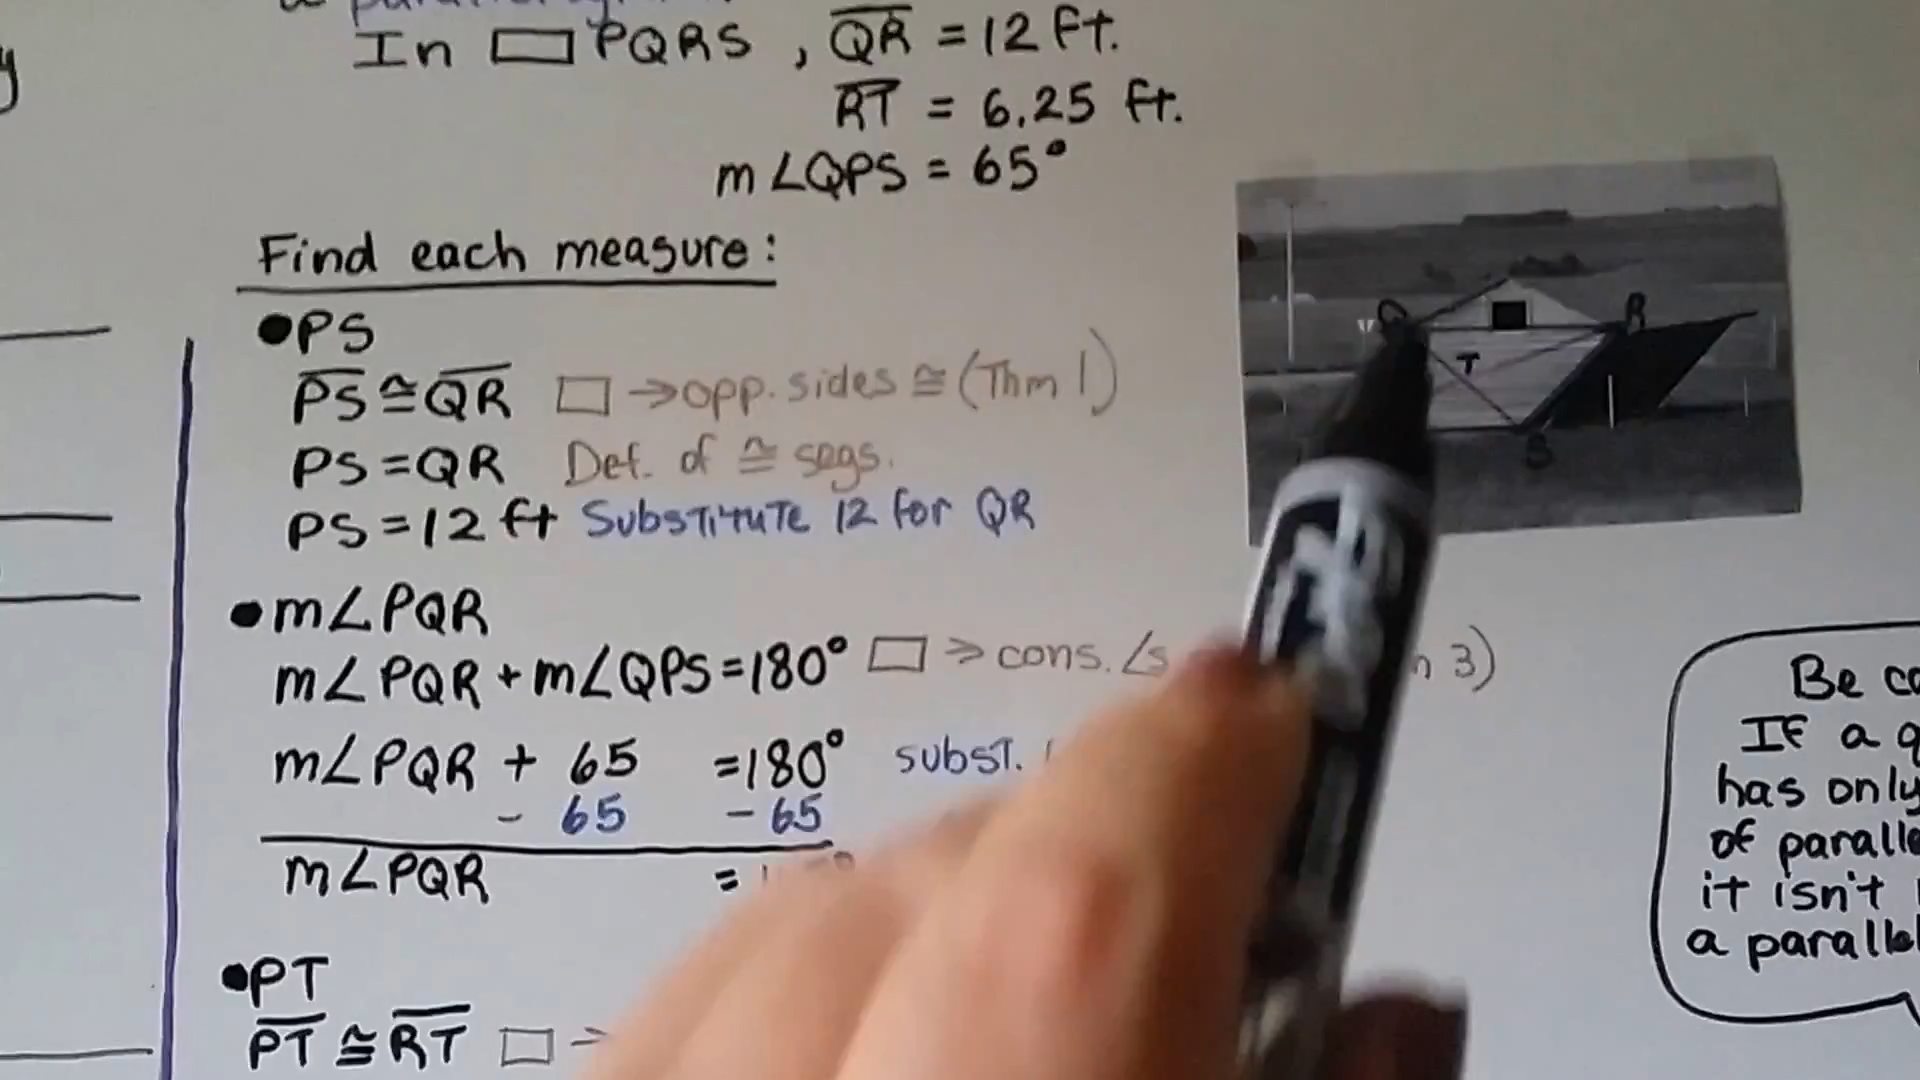 In ▱ PQRS , QR = 12 ft.
RT = 6.25 ft.
m∠QPS = 65°
Find each measure:
●PS
PS ≅ QR ▱ → opp. sides ≅ (Thm 1)
PS = QR Def. of ≅ segs.
PS = 12 ft Substitute 12 for QR
●m∠PQR
m∠PQR + m∠QPS = 180° ▱ → cons. ∠s 3)
m∠PQR + 65 = 180° subst.
- 65 - 65
m∠PQR =
●PT
PT ≅ RT ▱ →
R
T
S
Be
IF a
has only
of
it isn't
a